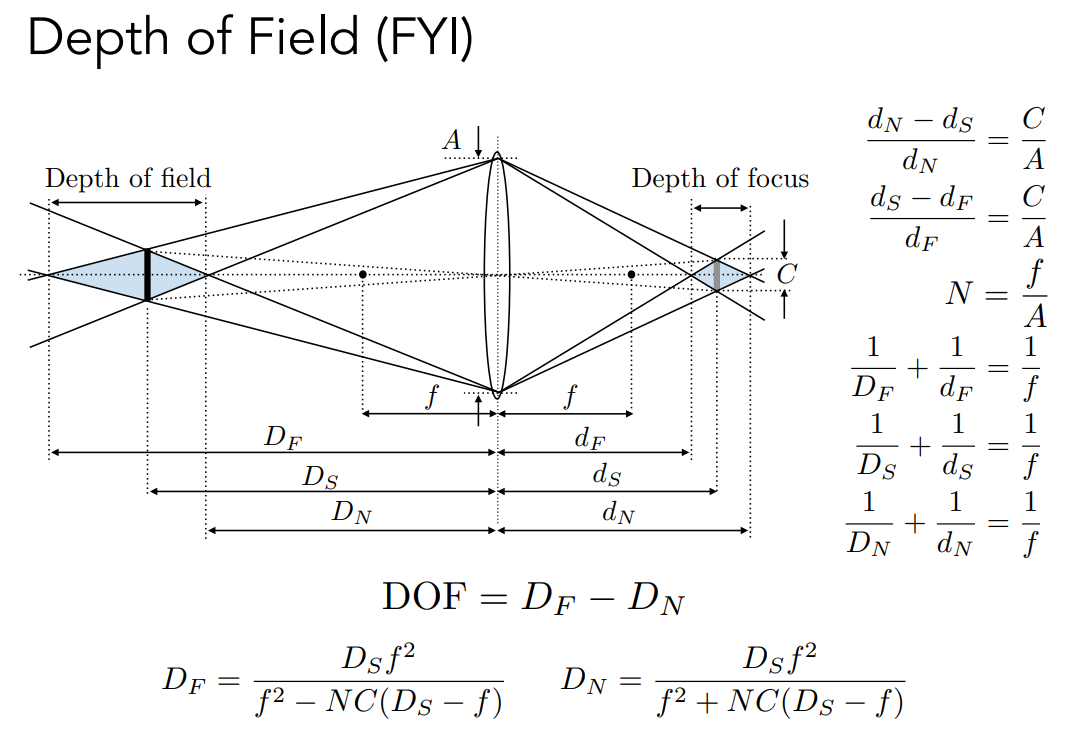 Depth of Field (FYI)
A
Depth of field
Depth of focus
C
f f
D_F d_F
D_S d_S
D_N d_N
\frac{d_N - d_S}{d_N} = \frac{C}{A}
\frac{d_S - d_F}{d_F} = \frac{C}{A}
N = \frac{f}{A}
\frac{1}{D_F} + \frac{1}{d_F} = \frac{1}{f}
\frac{1}{D_S} + \frac{1}{d_S} = \frac{1}{f}
\frac{1}{D_N} + \frac{1}{d_N} = \frac{1}{f}
DOF = D_F - D_N
D_F = \frac{D_S f^2}{f^2 - NC(D_S - f)} D_N = \frac{D_S f^2}{f^2 + NC(D_S - f)}